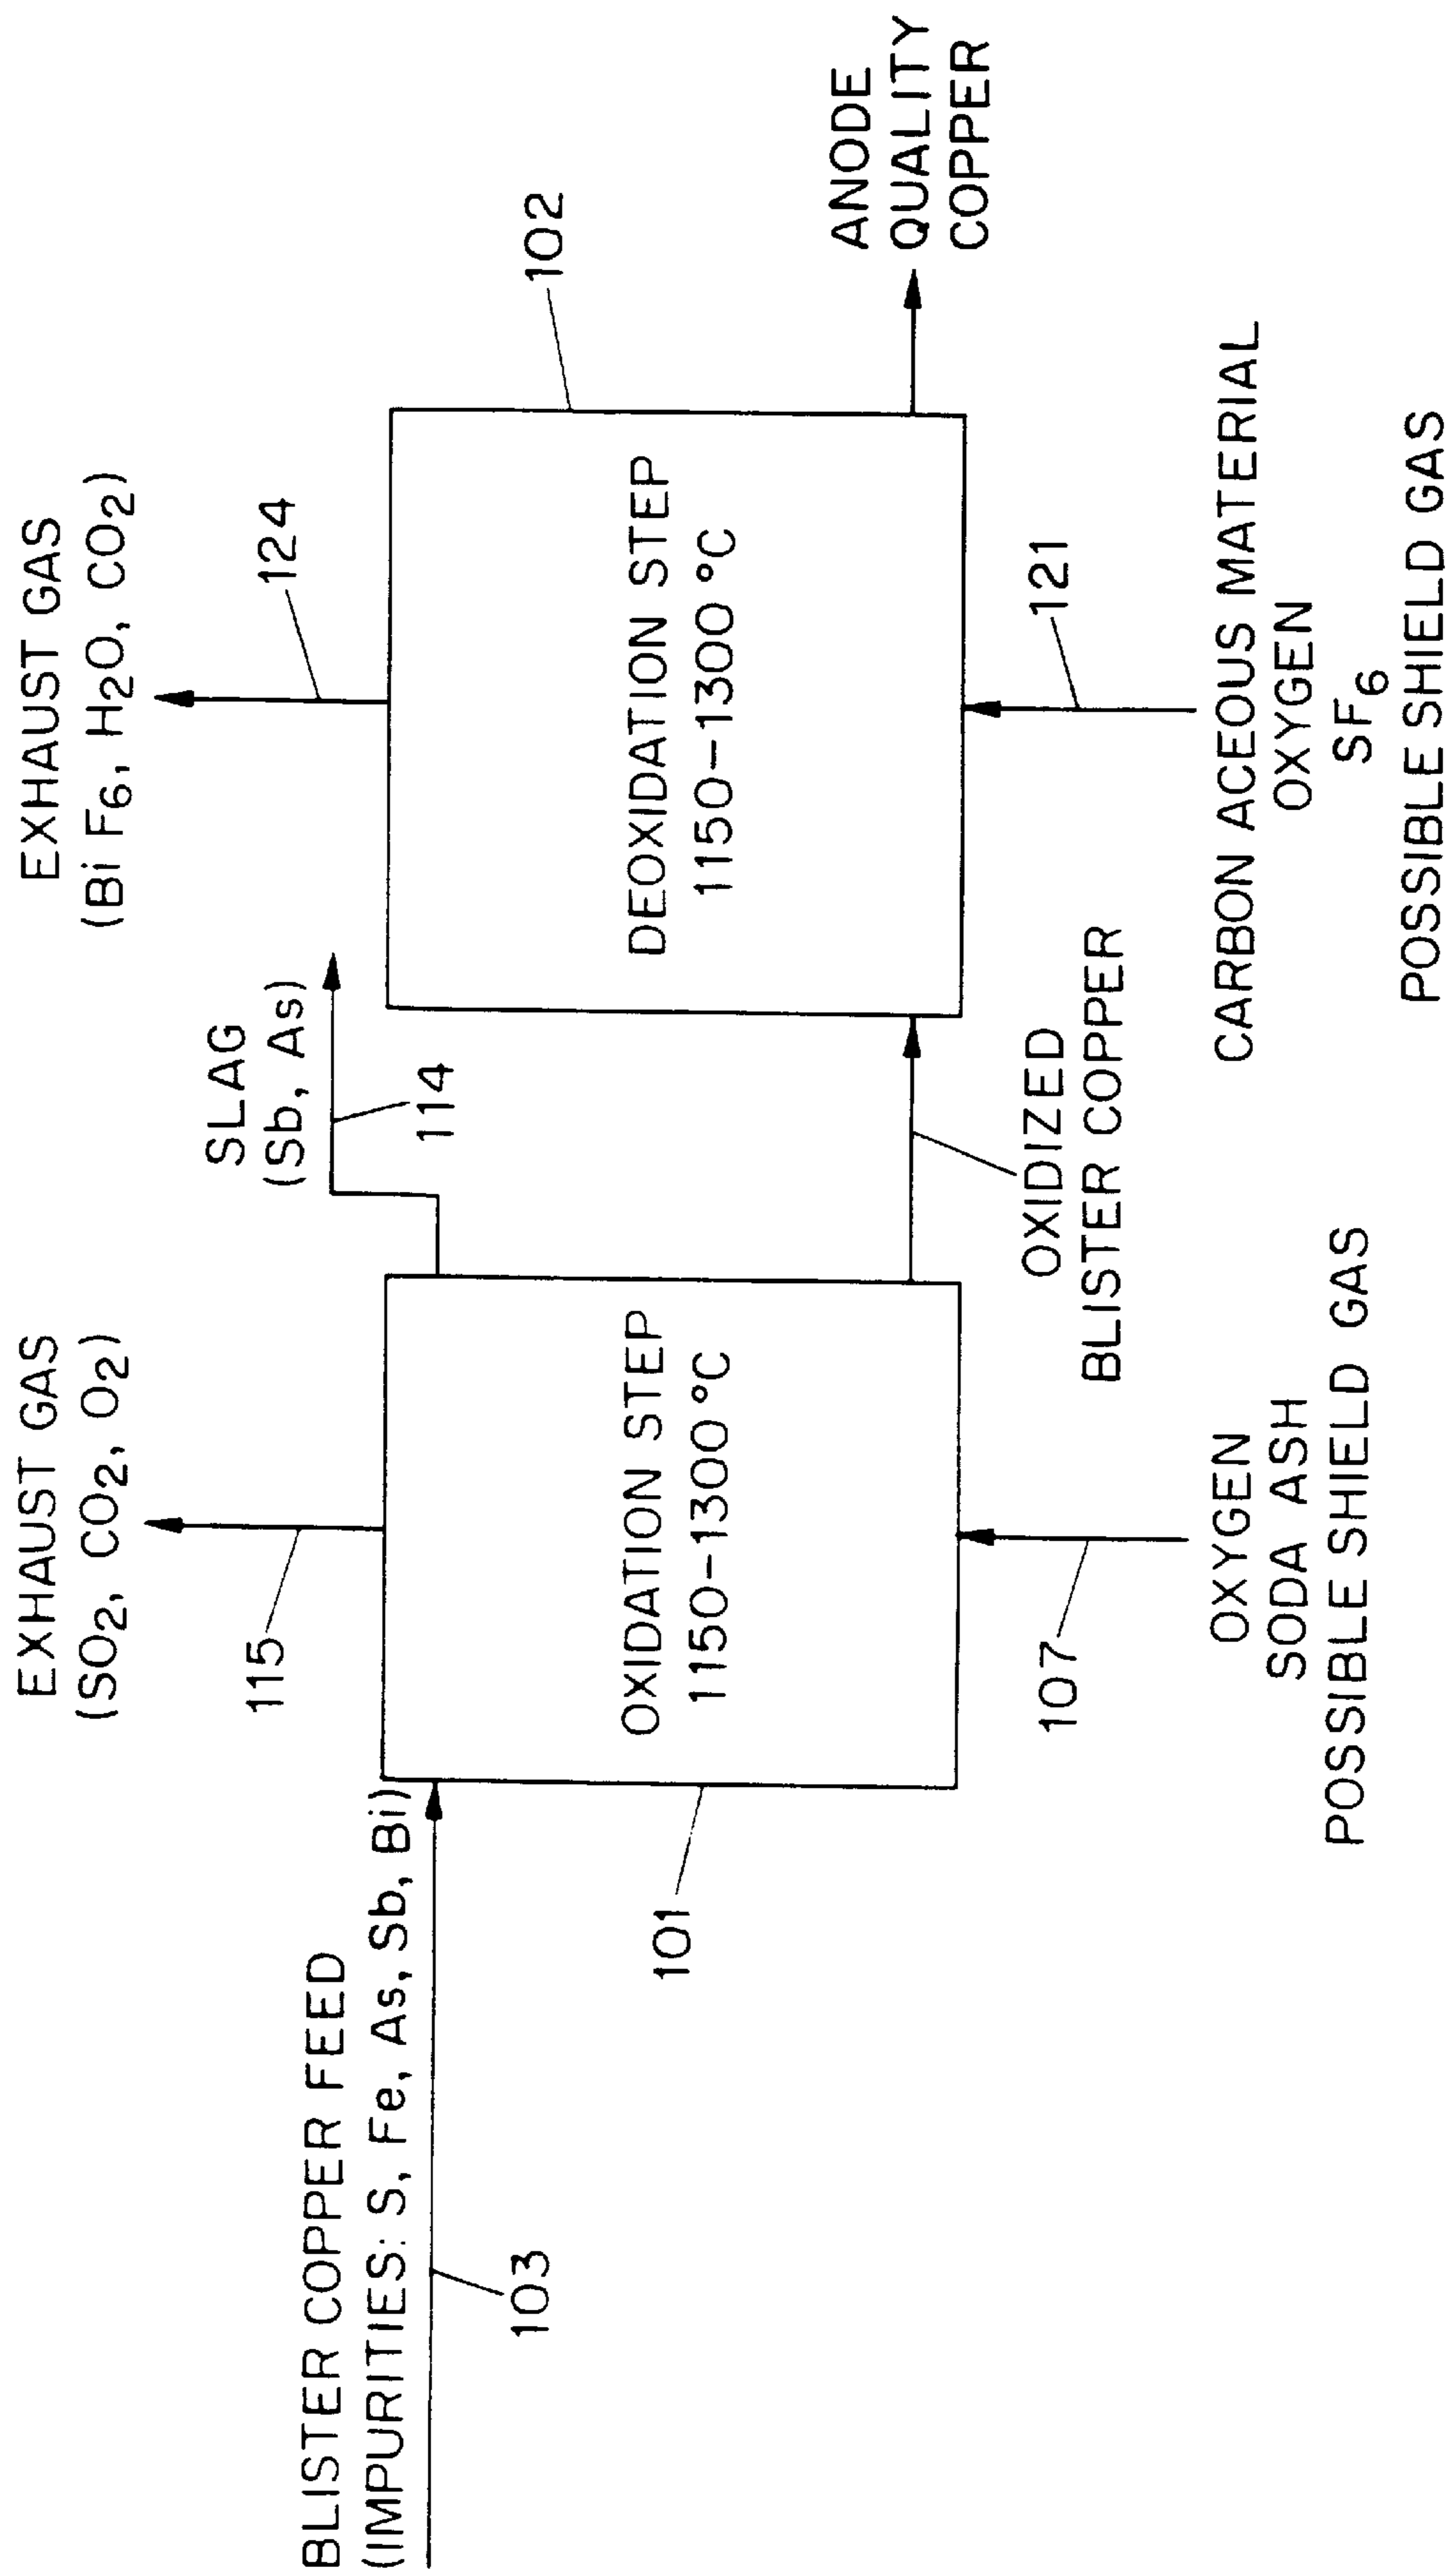 BLISTER COPPER FEED
(IMPURITIES: S, Fe, As, Sb, Bi)
103
EXHAUST GAS
(SO2, CO2, O2)
115
OXIDATION STEP
1150-1300 °C
101
107
OXYGEN
SODA ASH
POSSIBLE SHIELD GAS
SLAG
(Sb, As)
114
OXIDIZED
BLISTER COPPER
EXHAUST GAS
(Bi F6, H2O, CO2)
124
DEOXIDATION STEP
1150-1300 °C
102
121
CARBON ACEOUS MATERIAL
OXYGEN
SF6
POSSIBLE SHIELD GAS
ANODE
QUALITY
COPPER